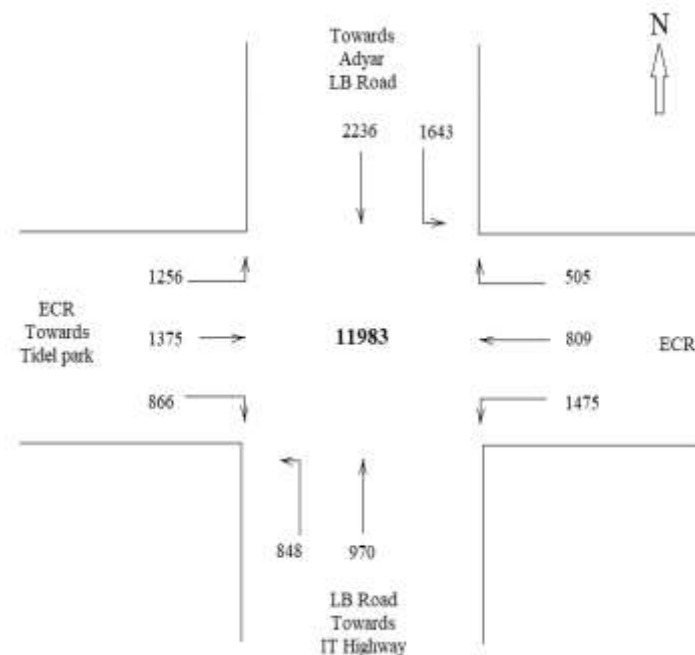 Towards
Adyar
LB Road
N
2236
1643
1256
505
ECR
Towards
Tidel park
1375
11983
809
ECR
866
1475
848
970
LB Road
Towards
IT Highway